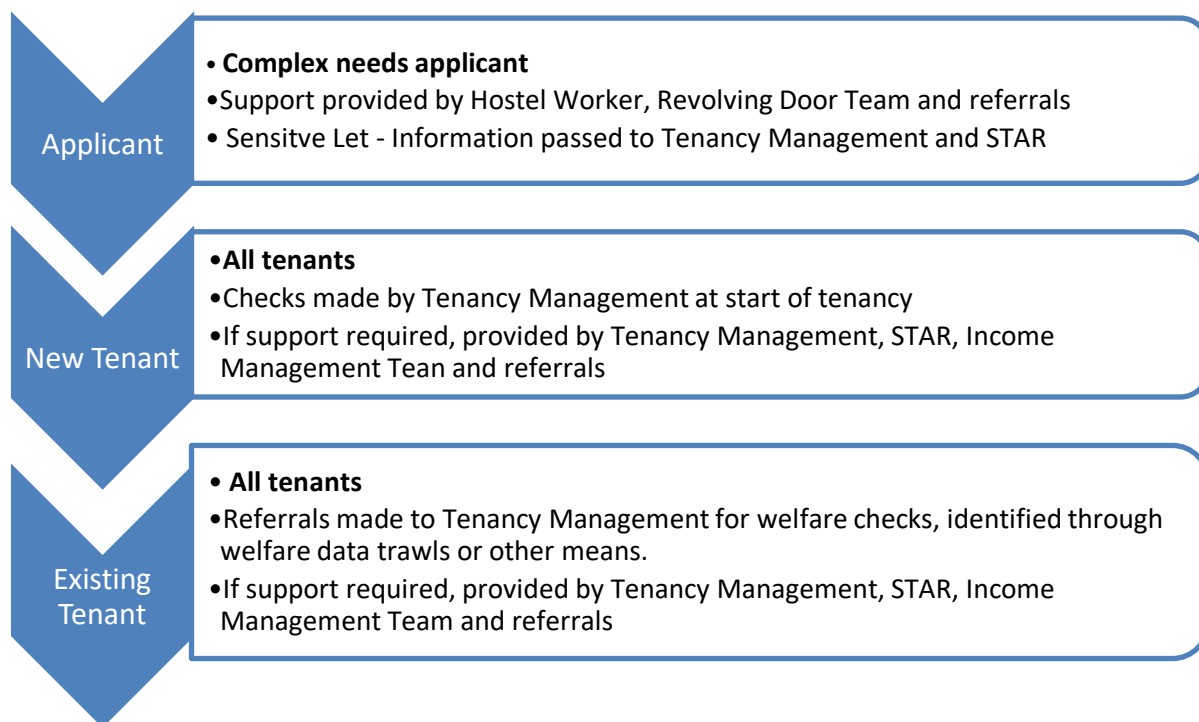 Applicant
• Complex needs applicant
•Support provided by Hostel Worker, Revolving Door Team and referrals
• Sensitve Let - Information passed to Tenancy Management and STAR
New Tenant
•All tenants
•Checks made by Tenancy Management at start of tenancy
•If support required, provided by Tenancy Management, STAR, Income
Management Tean and referrals
Existing
Tenant
• All tenants
•Referrals made to Tenancy Management for welfare checks, identified through
welfare data trawls or other means.
•If support required, provided by Tenancy Management, STAR, Income
Management Team and referrals